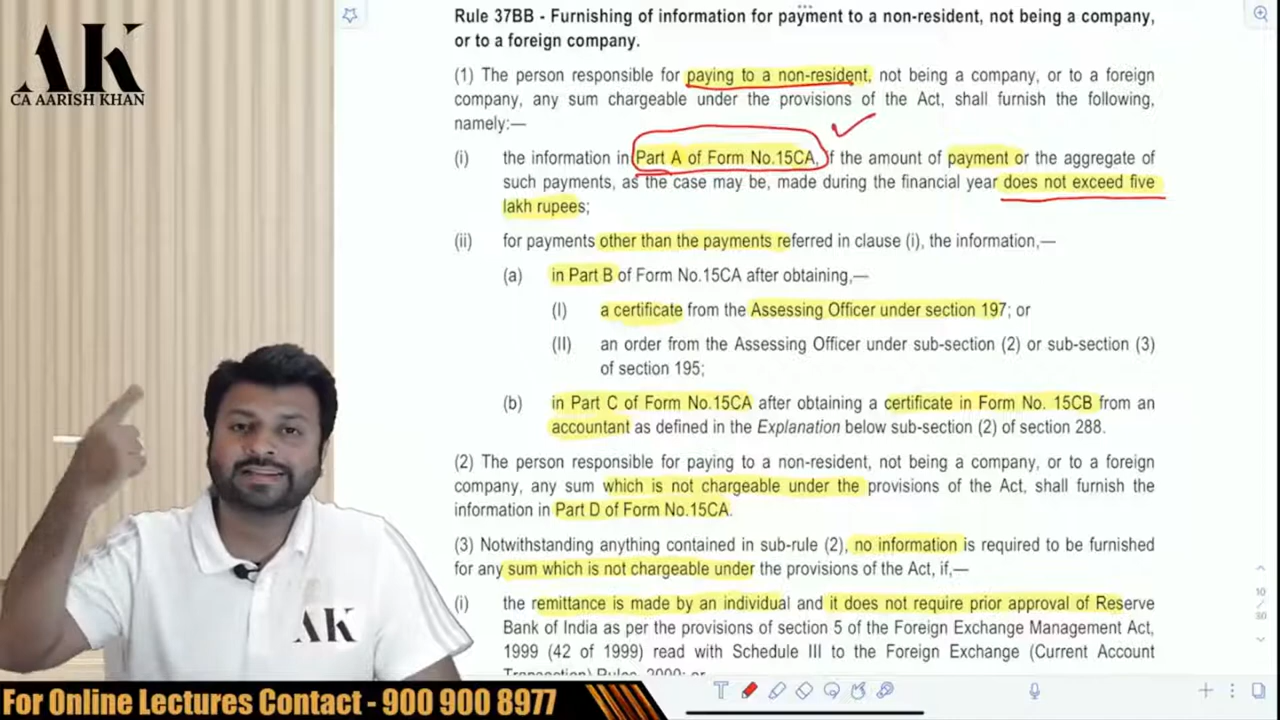 AK
CA AARISH KHAN
Rule 37BB - Furnishing of information for payment to a non-resident, not being a company,
or to a foreign company.
(1) The person responsible for paying to a non-resident, not being a company, or to a foreign
company, any sum chargeable under the provisions of the Act, shall furnish the following,
namely:—
(i) the information in Part A of Form No.15CA, if the amount of payment or the aggregate of
such payments, as the case may be, made during the financial year does not exceed five
lakh rupees;
(ii) for payments other than the payments referred in clause (i), the information,—
(a) in Part B of Form No.15CA after obtaining,—
(I) a certificate from the Assessing Officer under section 197; or
(II) an order from the Assessing Officer under sub-section (2) or sub-section (3)
of section 195;
(b) in Part C of Form No.15CA after obtaining a certificate in Form No. 15CB from an
accountant as defined in the Explanation below sub-section (2) of section 288.
(2) The person responsible for paying to a non-resident, not being a company, or to a foreign
company, any sum which is not chargeable under the provisions of the Act, shall furnish the
information in Part D of Form No.15CA.
(3) Notwithstanding anything contained in sub-rule (2), no information is required to be furnished
for any sum which is not chargeable under the provisions of the Act, if,—
(i) the remittance is made by an individual and it does not require prior approval of Reserve
Bank of India as per the provisions of section 5 of the Foreign Exchange Management Act,
1999 (42 of 1999) read with Schedule III to the Foreign Exchange (Current Account
Transaction) Rules, 2000; or
10
/
30
AK
For Online Lectures Contact - 900 900 8977